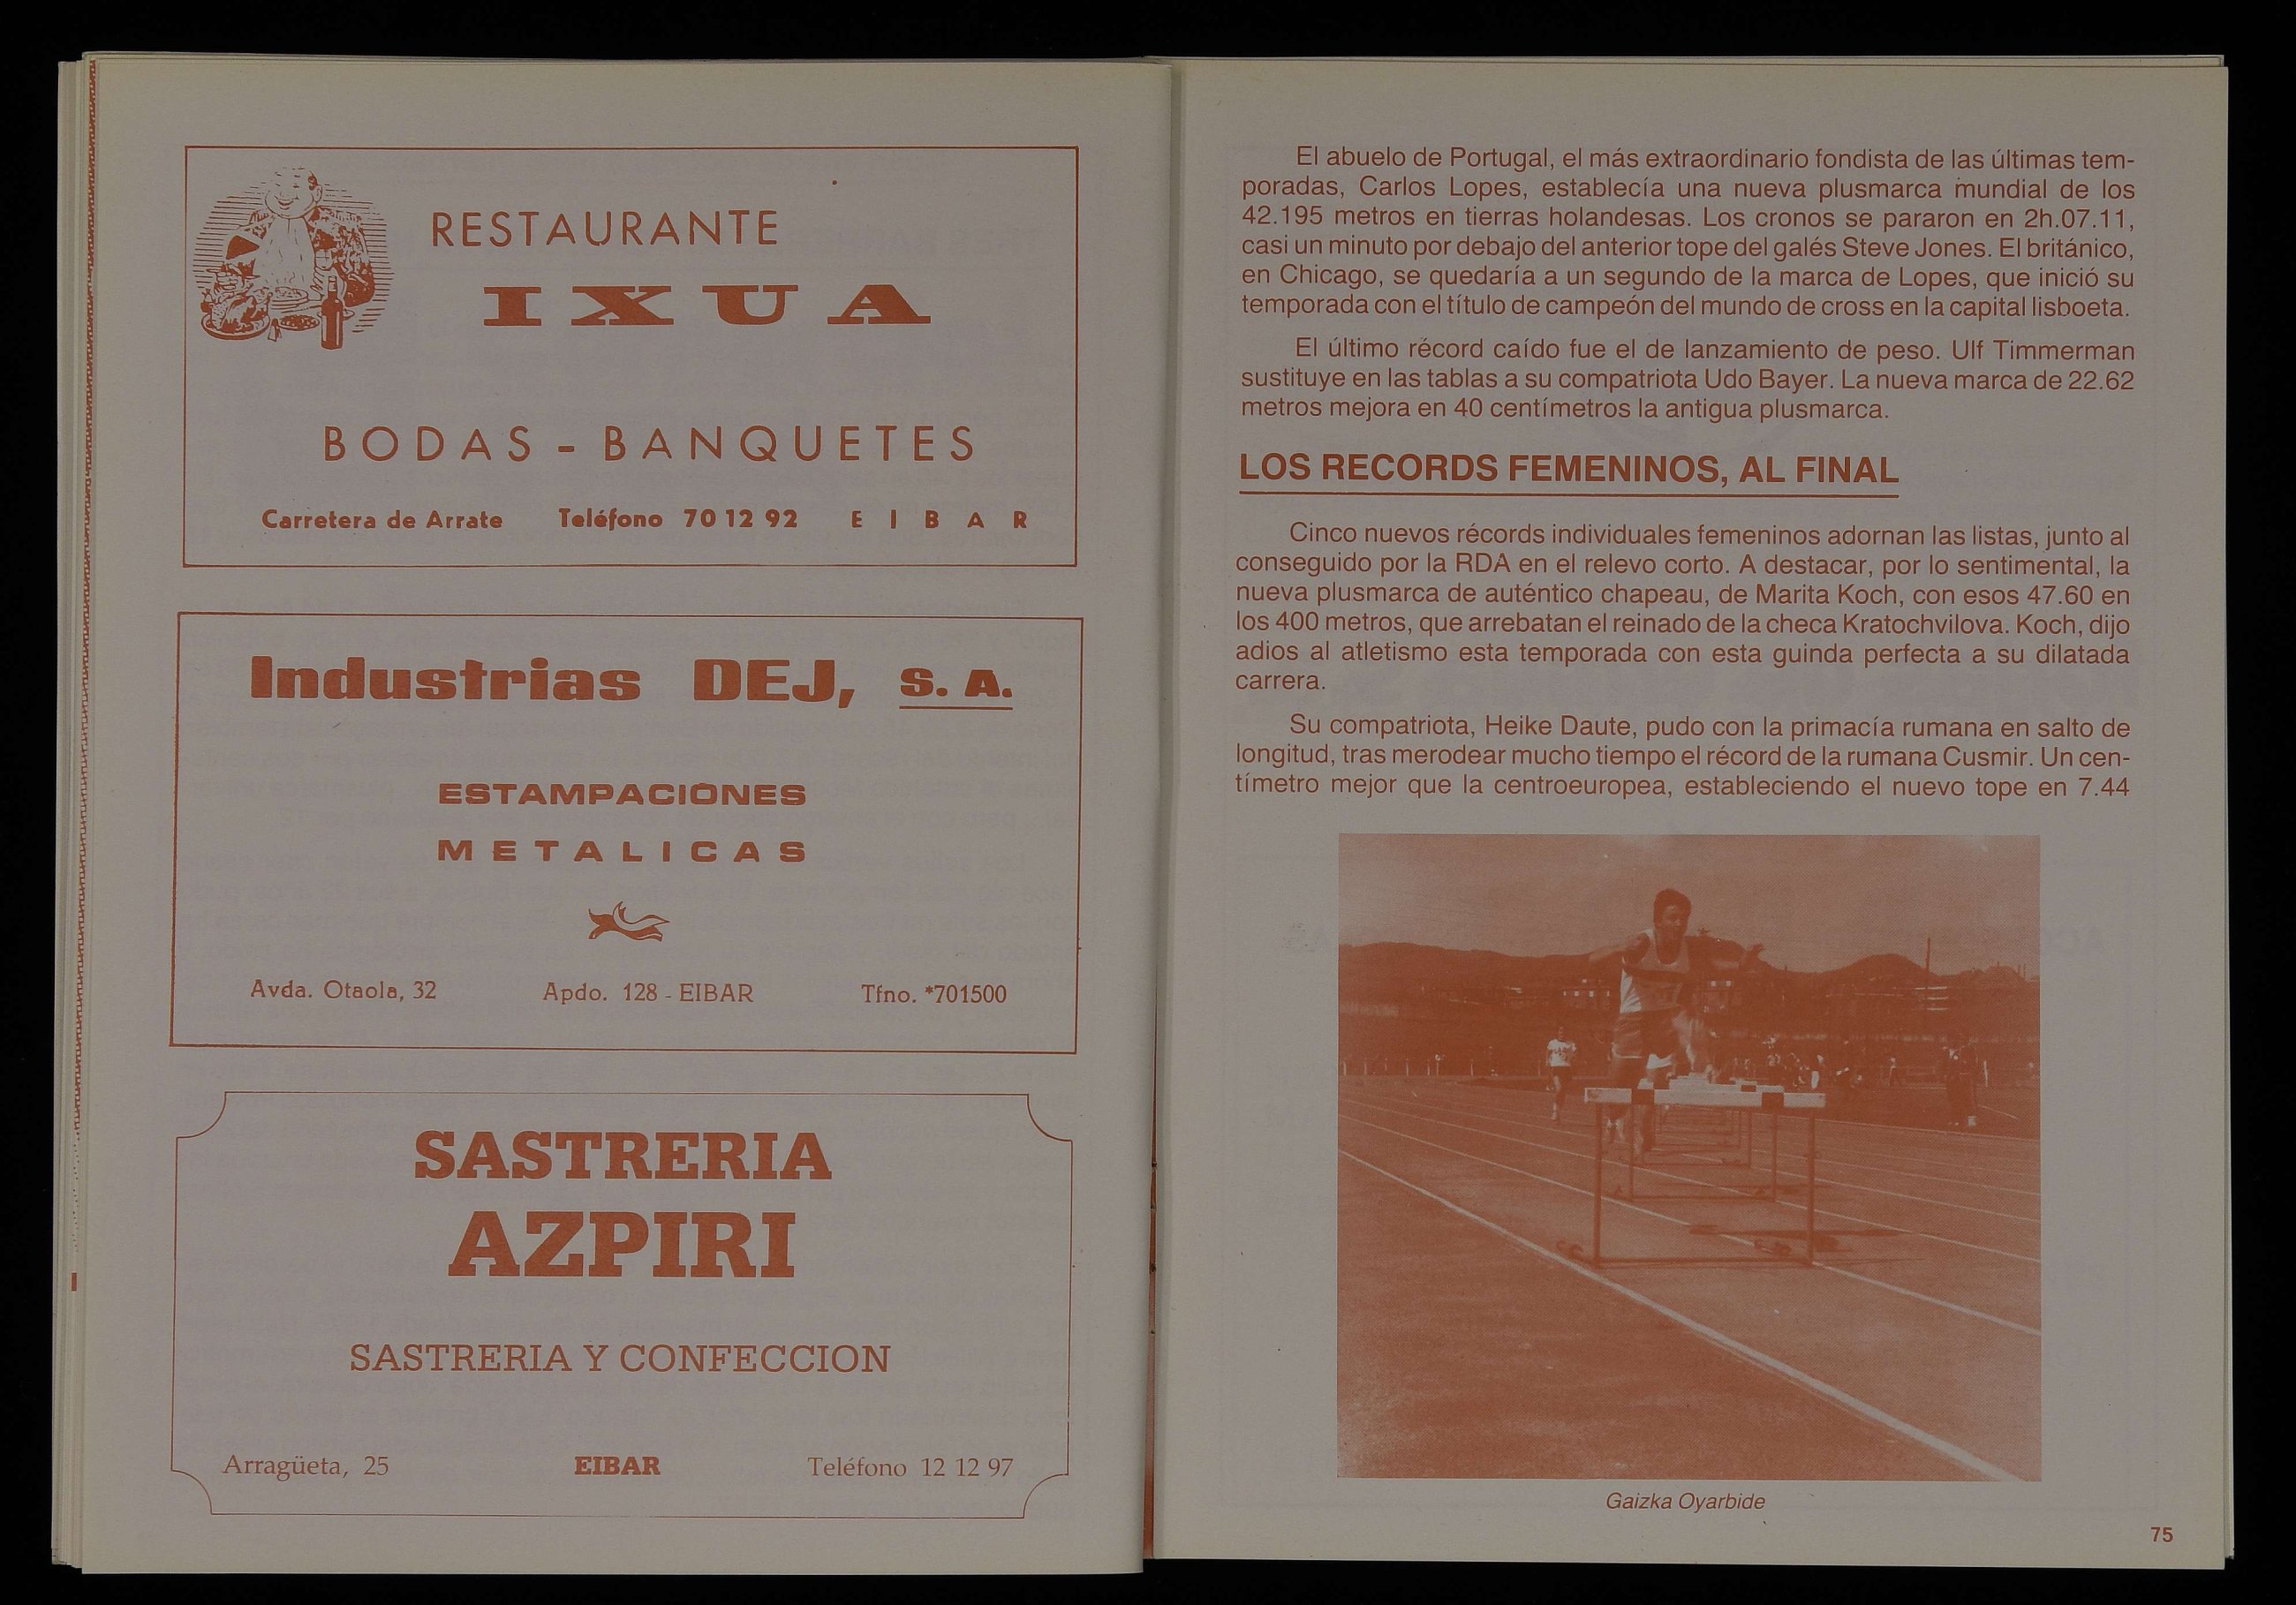 RESTAURANTE
IXUA
BODAS - BANQUETES
Carretera de Arrate Teléfono 70 12 92 EIBAR
Industrias DEJ, S. A.
ESTAMPACIONES
METALICAS
Avda. Otaola, 32 Apdo. 128 - EIBAR Tfno. *701500
SASTRERIA
AZPIRI
SASTRERIA Y CONFECCION
Arragüeta, 25 EIBAR Teléfono 12 12 97
El abuelo de Portugal, el más extraordinario fondista de las últimas tem-
poradas, Carlos Lopes, establecía una nueva plusmarca mundial de los
42.195 metros en tierras holandesas. Los cronos se pararon en 2h.07.11,
casi un minuto por debajo del anterior tope del galés Steve Jones. El británico,
en Chicago, se quedaría a un segundo de la marca de Lopes, que inició su
temporada con el título de campeón del mundo de cross en la capital lisboeta.
El último récord caído fue el de lanzamiento de peso. Ulf Timmerman
sustituye en las tablas a su compatriota Udo Bayer. La nueva marca de 22.62
metros mejora en 40 centímetros la antigua plusmarca.
LOS RECORDS FEMENINOS, AL FINAL
Cinco nuevos récords individuales femeninos adornan las listas, junto al
conseguido por la RDA en el relevo corto. A destacar, por lo sentimental, la
nueva plusmarca de auténtico chapeau, de Marita Koch, con esos 47.60 en
los 400 metros, que arrebatan el reinado de la checa Kratochvilova. Koch, dijo
adios al atletismo esta temporada con esta guinda perfecta a su dilatada
carrera.
Su compatriota, Heike Daute, pudo con la primacía rumana en salto de
longitud, tras merodear mucho tiempo el récord de la rumana Cusmir. Un cen-
tímetro mejor que la centroeuropea, estableciendo el nuevo tope en 7.44
Gaizka Oyarbide
75